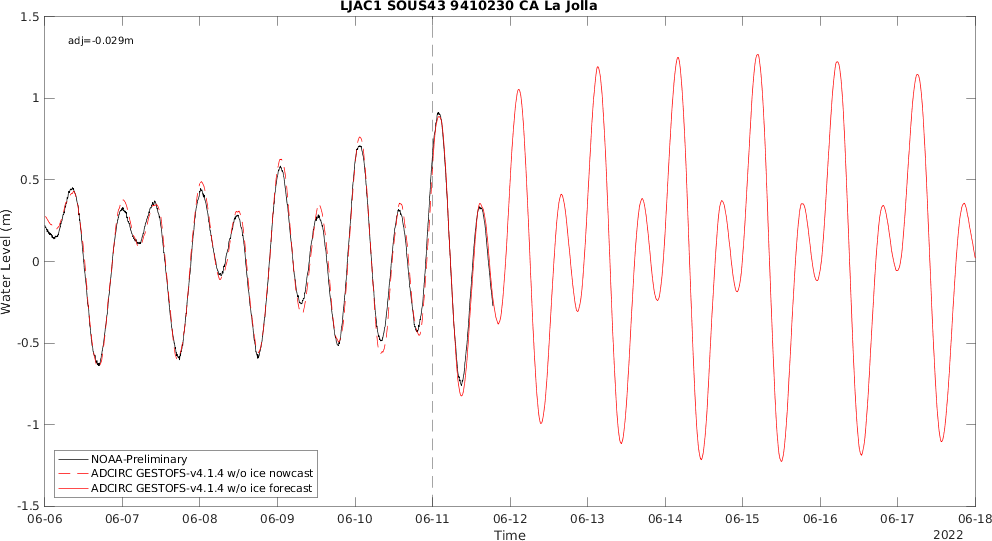 LJAC1 SOUS43 9410230 CA La Jolla
adj=-0.029m
1.5
1
0.5
0
-0.5
-1
-1.5
Water Level (m)
NOAA-Preliminary
ADCIRC GESTOFS-v4.1.4 w/o ice nowcast
ADCIRC GESTOFS-v4.1.4 w/o ice forecast
06-06 06-07 06-08 06-09 06-10 06-11 06-12 06-13 06-14 06-15 06-16 06-17 06-18
Time
2022